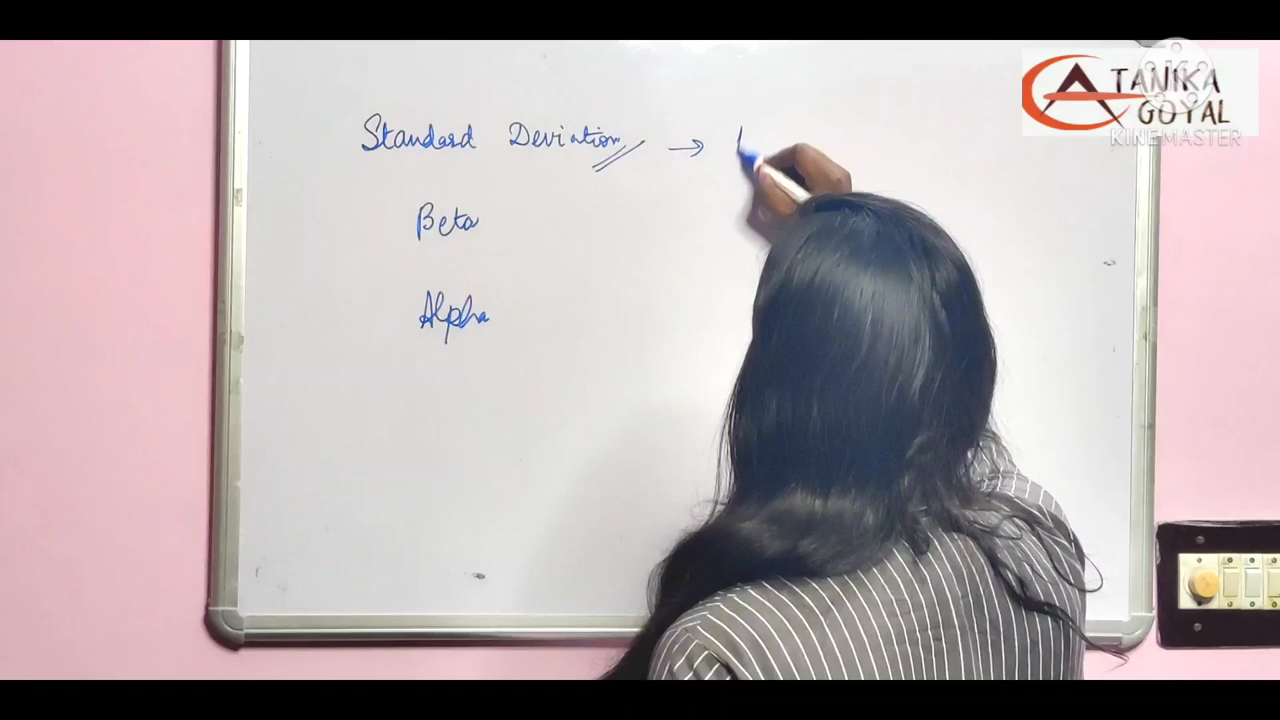 Standard Deviation →
Beta
Alpha
TANIKA
GOYAL
KINEMASTER